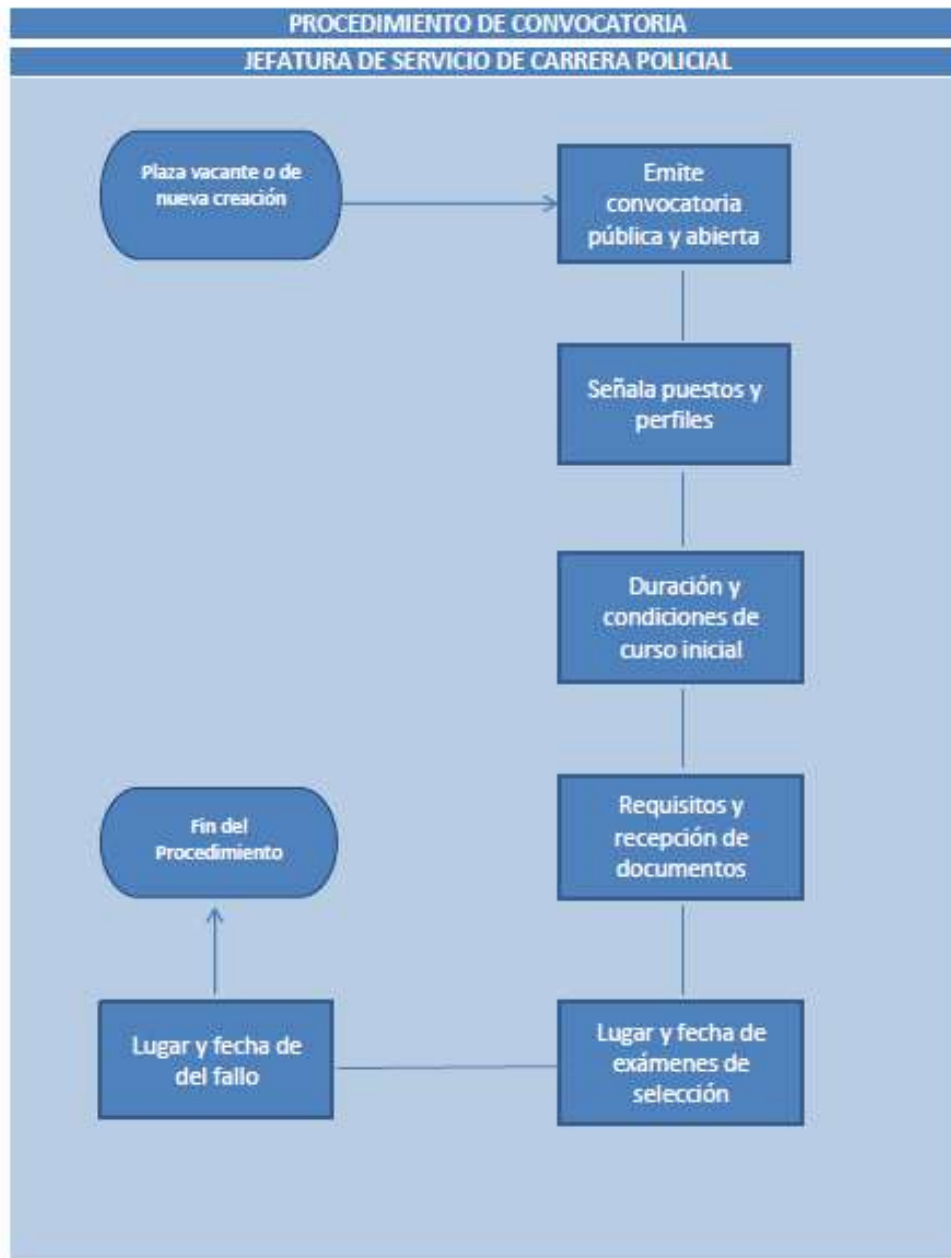 PROCEDIMIENTO DE CONVOCATORIA
JEFATURA DE SERVICIO DE CARRERA POLICIAL
Plaza vacante o de
nueva creación
Emite
convocatoria
pública y abierta
Señala puestos y
perfiles
Duración y
condiciones de
curso inicial
Requisitos y
recepción de
documentos
Lugar y fecha de
exámenes de
selección
Lugar y fecha de
del fallo
Fin del
Procedimiento